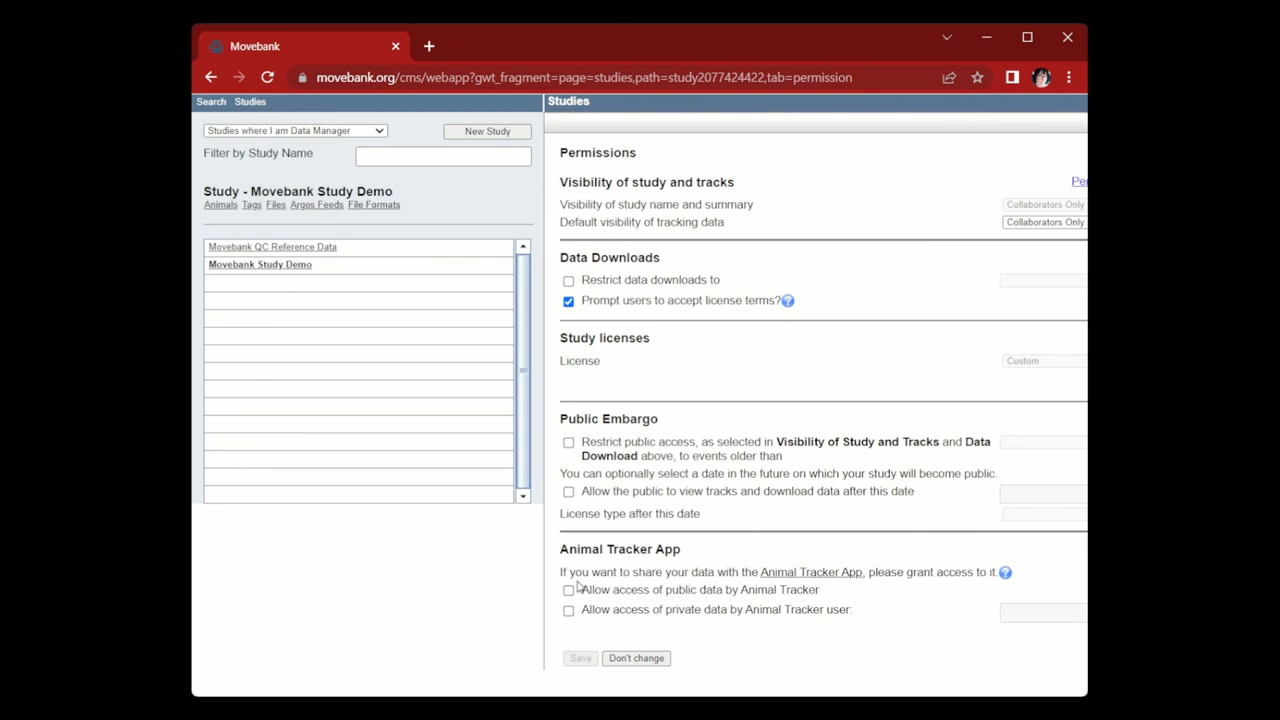 Movebank
movebank.org/cms/webapp?gwt_fragment=page=studies,path=study2077424422,tab=permission
Search Studies
Studies
Studies where I am Data Manager
New Study
Filter by Study Name
Study - Movebank Study Demo
Animals Tags Files Argos Feeds File Formats
Movebank QC Reference Data
Movebank Study Demo
Permissions
Visibility of study and tracks
Per
Visibility of study name and summary
Collaborators Only
Default visibility of tracking data
Collaborators Only
Data Downloads
Restrict data downloads to
Prompt users to accept license terms?
Study licenses
License
Custom
Public Embargo
Restrict public access, as selected in Visibility of Study and Tracks and Data
Download above, to events older than
You can optionally select a date in the future on which your study will become public.
Allow the public to view tracks and download data after this date
License type after this date
Animal Tracker App
If you want to share your data with the Animal Tracker App, please grant access to it.
Allow access of public data by Animal Tracker
Allow access of private data by Animal Tracker user:
Save
Don't change